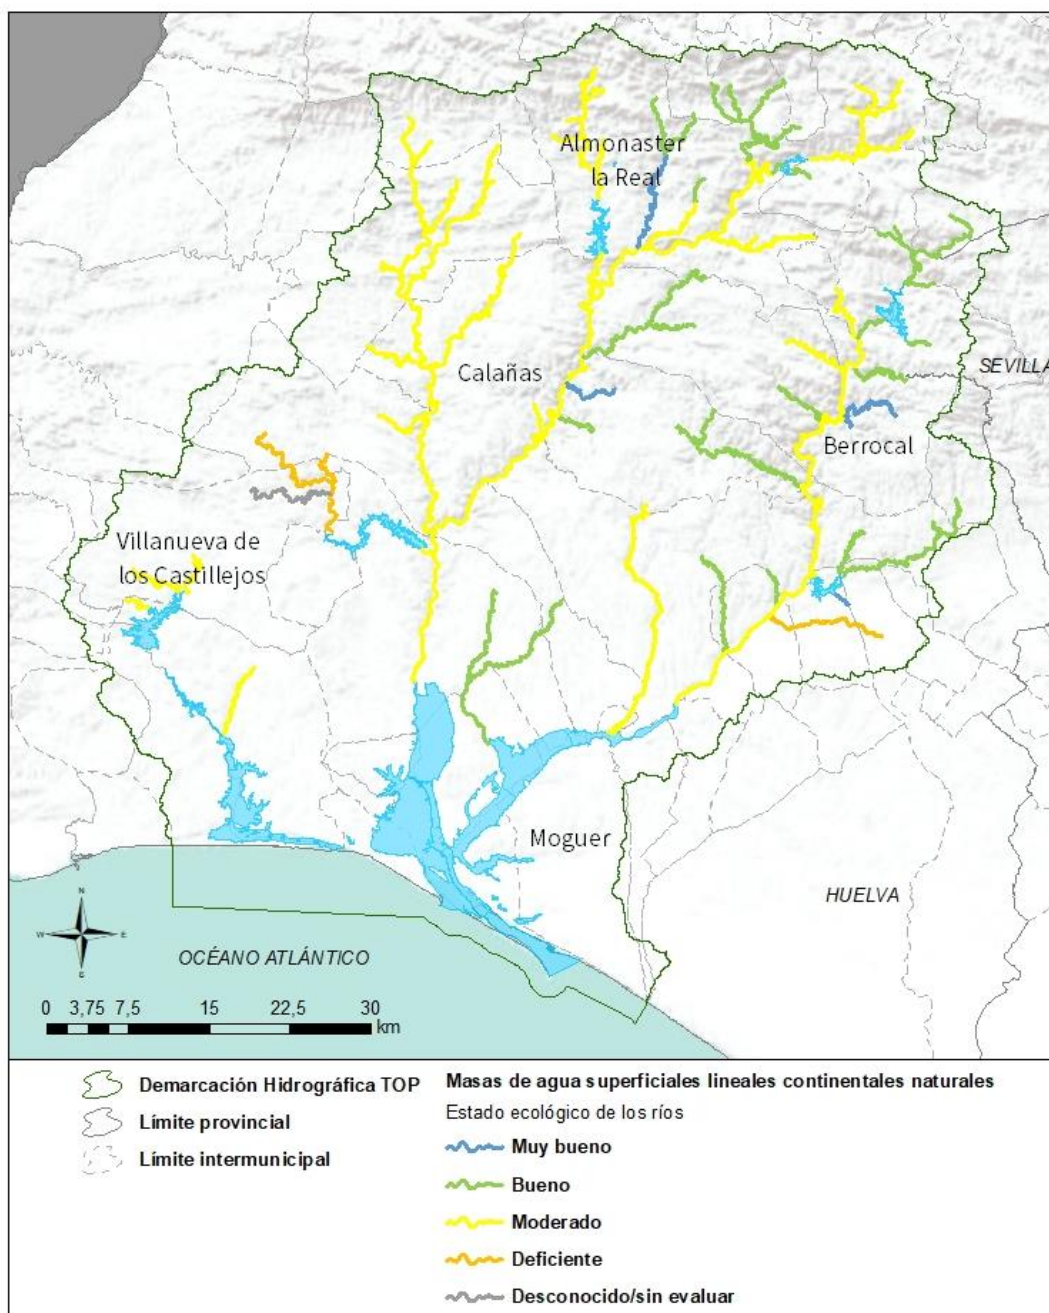 Almonaster
la Real
SEVILLA
Calañas
Berrocal
Villanueva de
los Castillejos
Moguer
HUELVA
N
W E
S
OCÉANO ATLÁNTICO
0 3,75 7,5 15 22,5 30
km
Demarcación Hidrográfica TOP
Límite provincial
Límite intermunicipal
Masas de agua superficiales lineales continentales naturales
Estado ecológico de los ríos
Muy bueno
Bueno
Moderado
Deficiente
Desconocido/sin evaluar